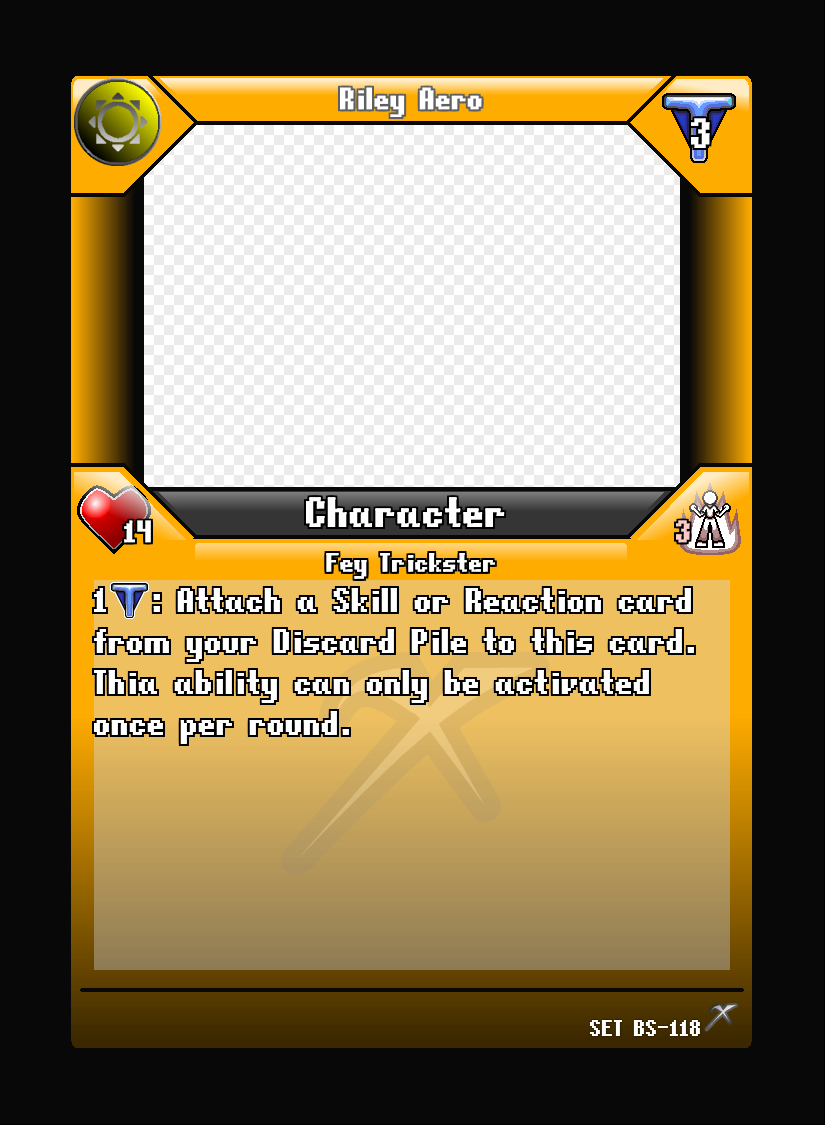 Riley Aero
3
Character
14
3
Fey Trickster
1 : Attach a Skill or Reaction card
from your Discard Pile to this card.
Thia ability can only be activated
once per round.
SET BS-118